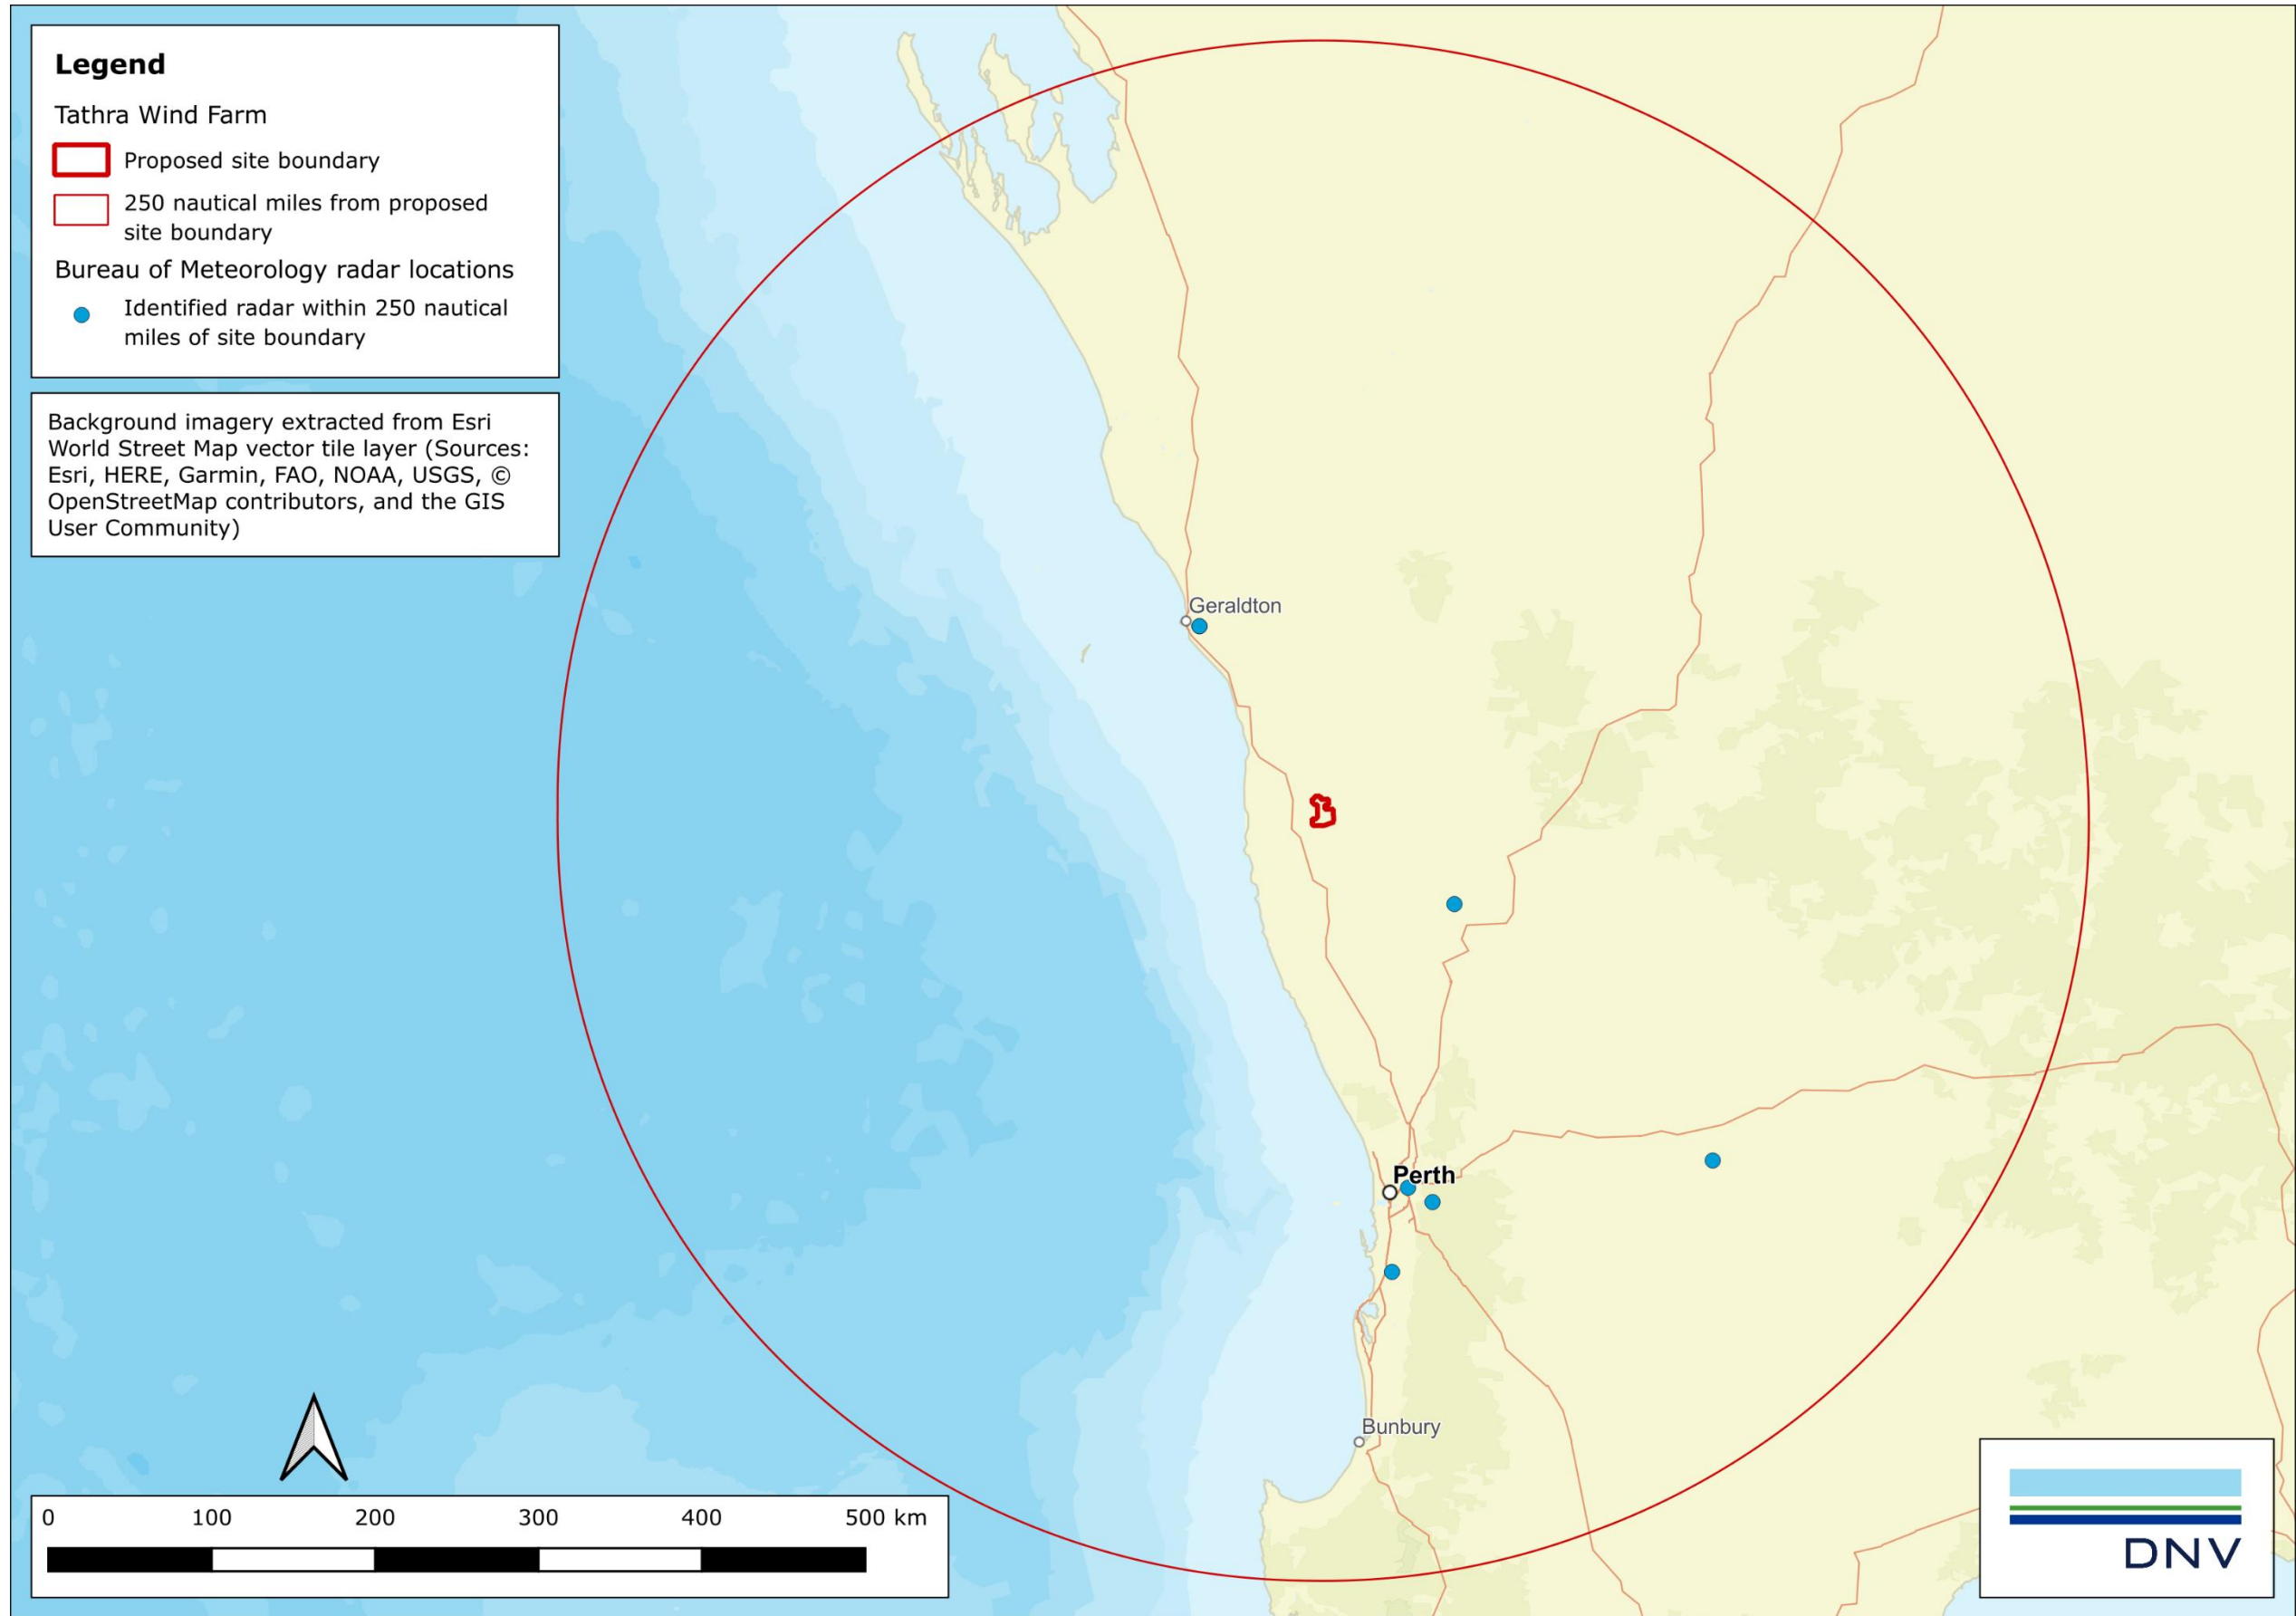 Legend
Tathra Wind Farm
Proposed site boundary
250 nautical miles from proposed
site boundary
Bureau of Meteorology radar locations
Identified radar within 250 nautical
miles of site boundary
Background imagery extracted from Esri
World Street Map vector tile layer (Sources:
Esri, HERE, Garmin, FAO, NOAA, USGS, ©
OpenStreetMap contributors, and the GIS
User Community)
Geraldton
Perth
Bunbury
0 100 200 300 400 500 km
DNV